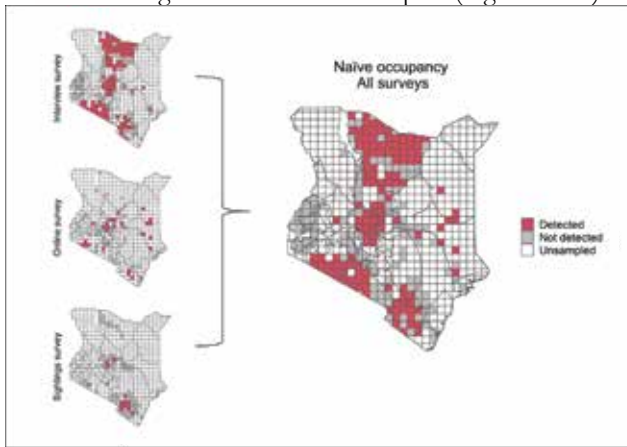 Naïve occupancy
All surveys
Interview survey
Online survey
Sightings survey
Detected
Not detected
Unsampled